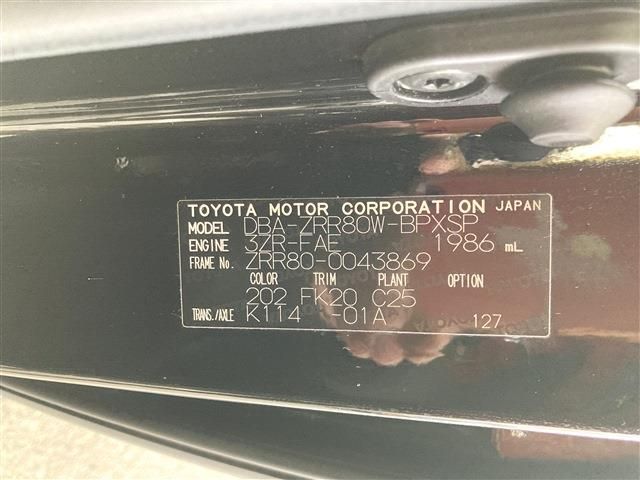 TOYOTA MOTOR CORPORATION JAPAN
MODEL DBA-ZRR80W-BPXSP
ENGINE 3ZR-FAE 1986 mL
FRAME No. ZRR80-0043869
COLOR TRIM PLANT OPTION
202 FK20 C25
TRANS./AXLE K114 -01A 127